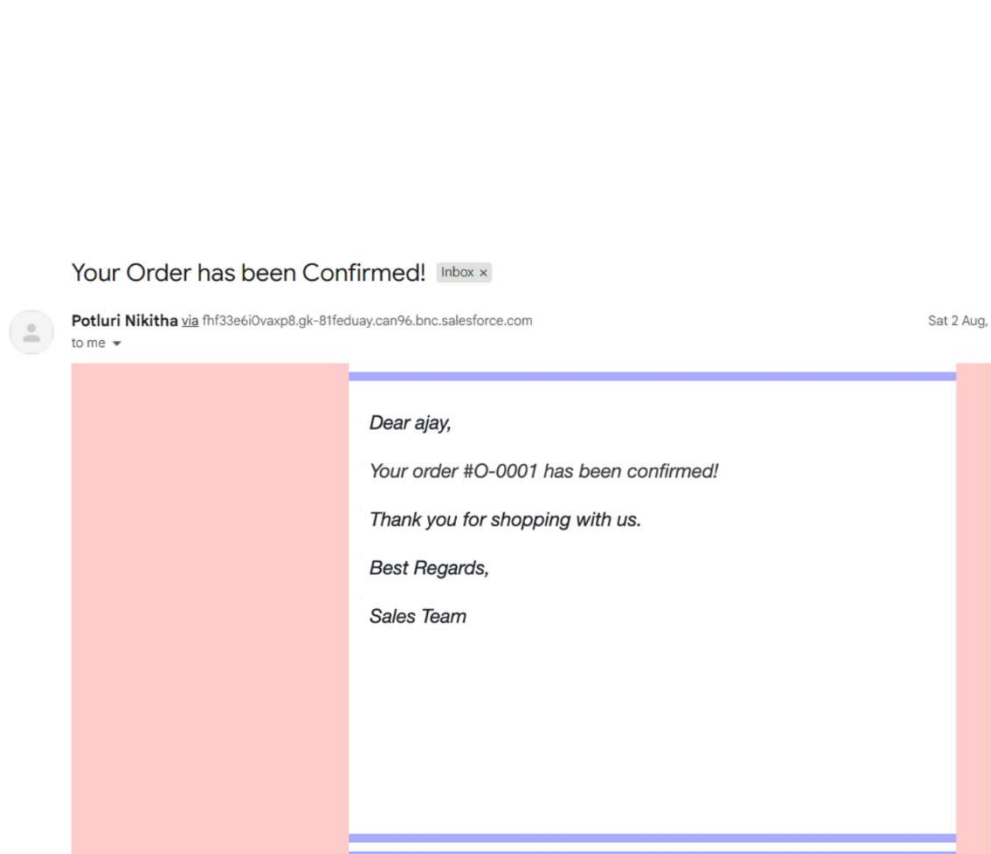 Your Order has been Confirmed! Inbox ×
Potluri Nikitha via fhf33e6i0vaxp8.gk-81feduay.can96.bnc.salesforce.com Sat 2 Aug,
to me
Dear ajay,
Your order #O-0001 has been confirmed!
Thank you for shopping with us.
Best Regards,
Sales Team